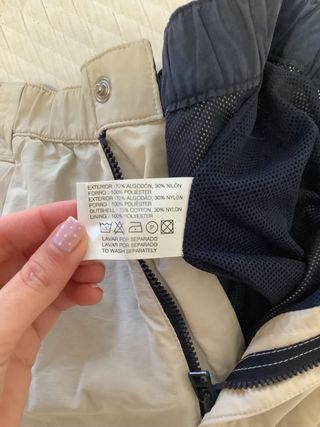 EXTERIOR: 70% ALGODÓN, 30% NILÓN
FORRO : 100% POLIÉSTER
EXTERIOR: 70% ALGODÃO, 30% NYLON
FORRO : 100% POLIÉSTER
OUTSHELL : 70% COTTON, 30% NYLON
LINING : 100% POLYESTER
LAVAR POR SEPARADO
LAVAR POR SEPARADO
TO WASH SEPARATELY